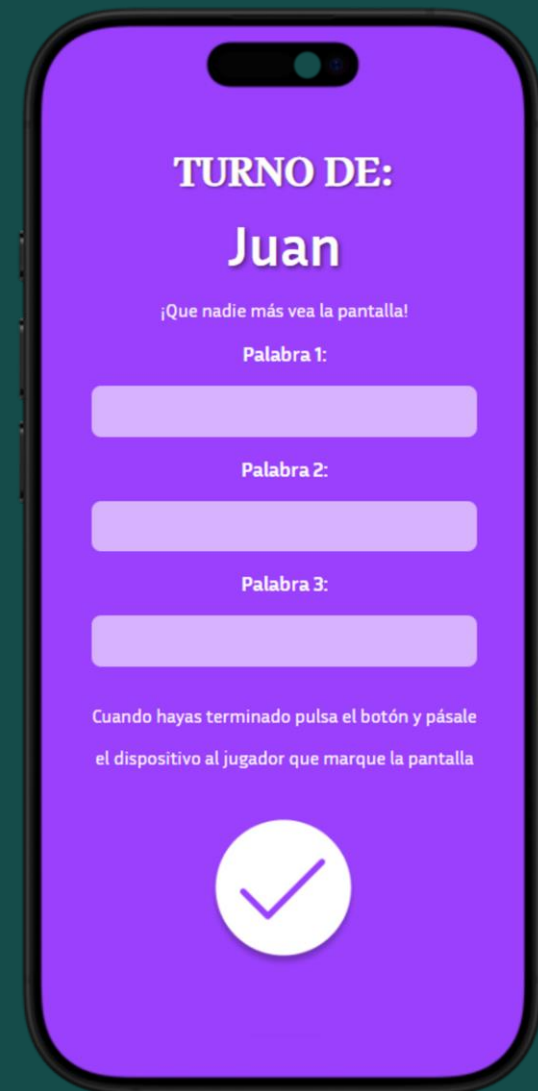 TURNO DE:
Juan
¡Que nadie más vea la pantalla!
Palabra 1:
Palabra 2:
Palabra 3:
Cuando hayas terminado pulsa el botón y pásale
el dispositivo al jugador que marque la pantalla